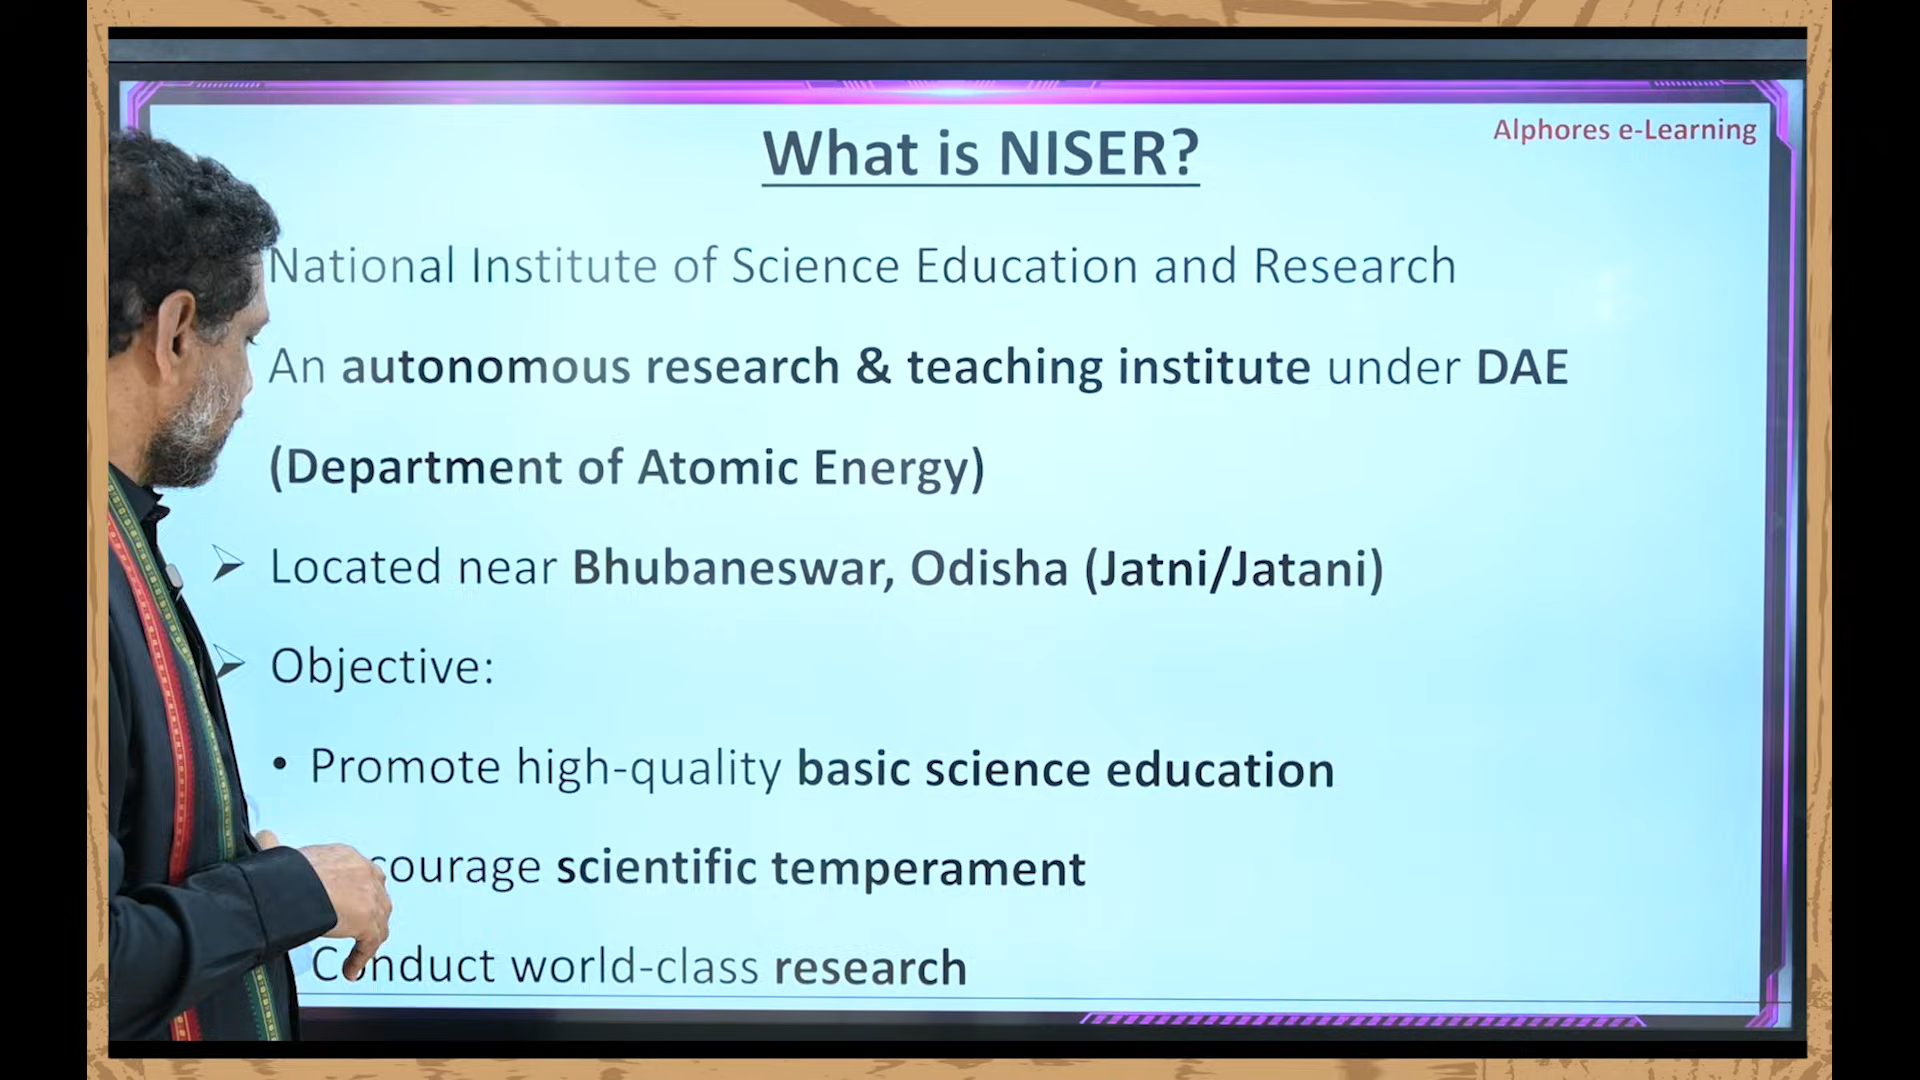 What is NISER?
Alphores e-Learning
National Institute of Science Education and Research
An autonomous research & teaching institute under DAE
(Department of Atomic Energy)
Located near Bhubaneswar, Odisha (Jatni/Jatani)
Objective:
• Promote high-quality basic science education
courage scientific temperament
Conduct world-class research